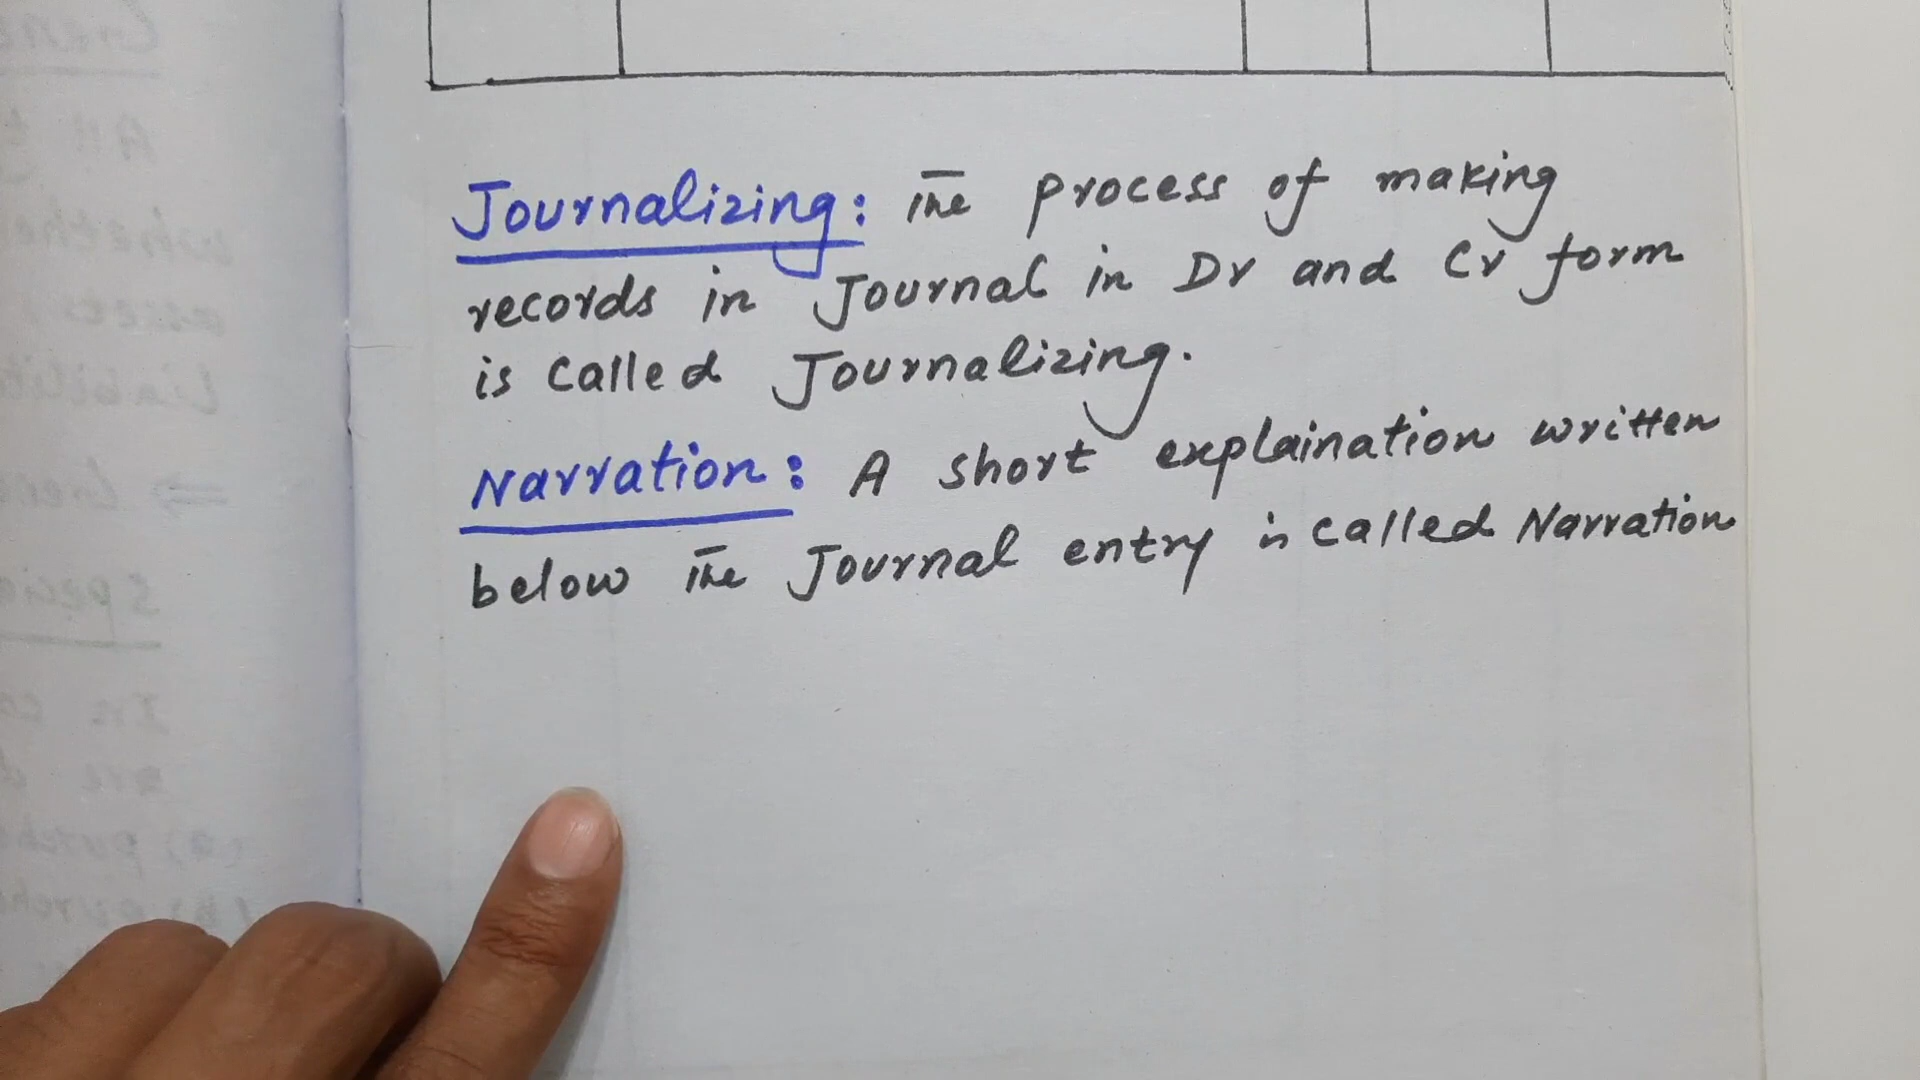 Journalizing: The process of making
records in Journal in Dr and Cr form
is called Journalizing.
Narration: A short explaination written
below the Journal entry is called Narration